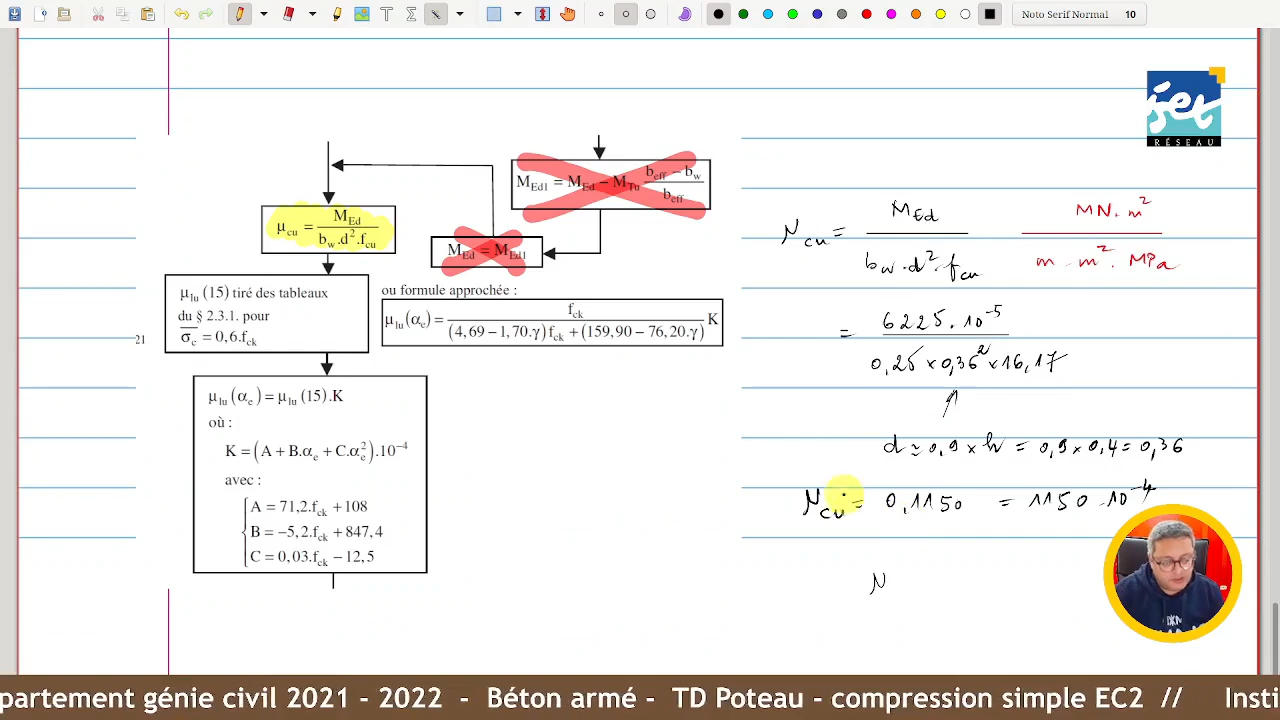 Noto Serif Normal 10
jset
RÉSEAU
M_Ed1 = M_Ed − M_Tu (b_eff − b_w) / b_eff
μ_cu = M_Ed / (b_w.d².f_cu)
M_Ed = M_Ed1
μ_lu (15) tiré des tableaux
du § 2.3.1. pour
σ_c = 0,6.f_ck
21
ou formule approchée :
μ_lu(α_e) = f_ck / ((4,69 − 1,70.γ) f_ck + (159,90 − 76,20.γ)) K
μ_lu (α_e) = μ_lu (15).K
où :
K = (A + B.α_e + C.α_e²).10⁻⁴
avec :
A = 71,2.f_ck + 108
B = −5,2.f_ck + 847,4
C = 0,03.f_ck − 12,5
μ_cu = M_Ed / (b_w . d² . f_cu)
MN . m² / (m . m² . MPa)
= 6225 . 10⁻⁵ / (0,25 × 0,36² × 16,17)
d ≃ 0,9 × h = 0,9 × 0,4 = 0,36
μ_cu = 0,1150 = 1150 . 10⁻⁴
μ
partement génie civil 2021 - 2022 - Béton armé - TD Poteau - compression simple EC2 // Insti